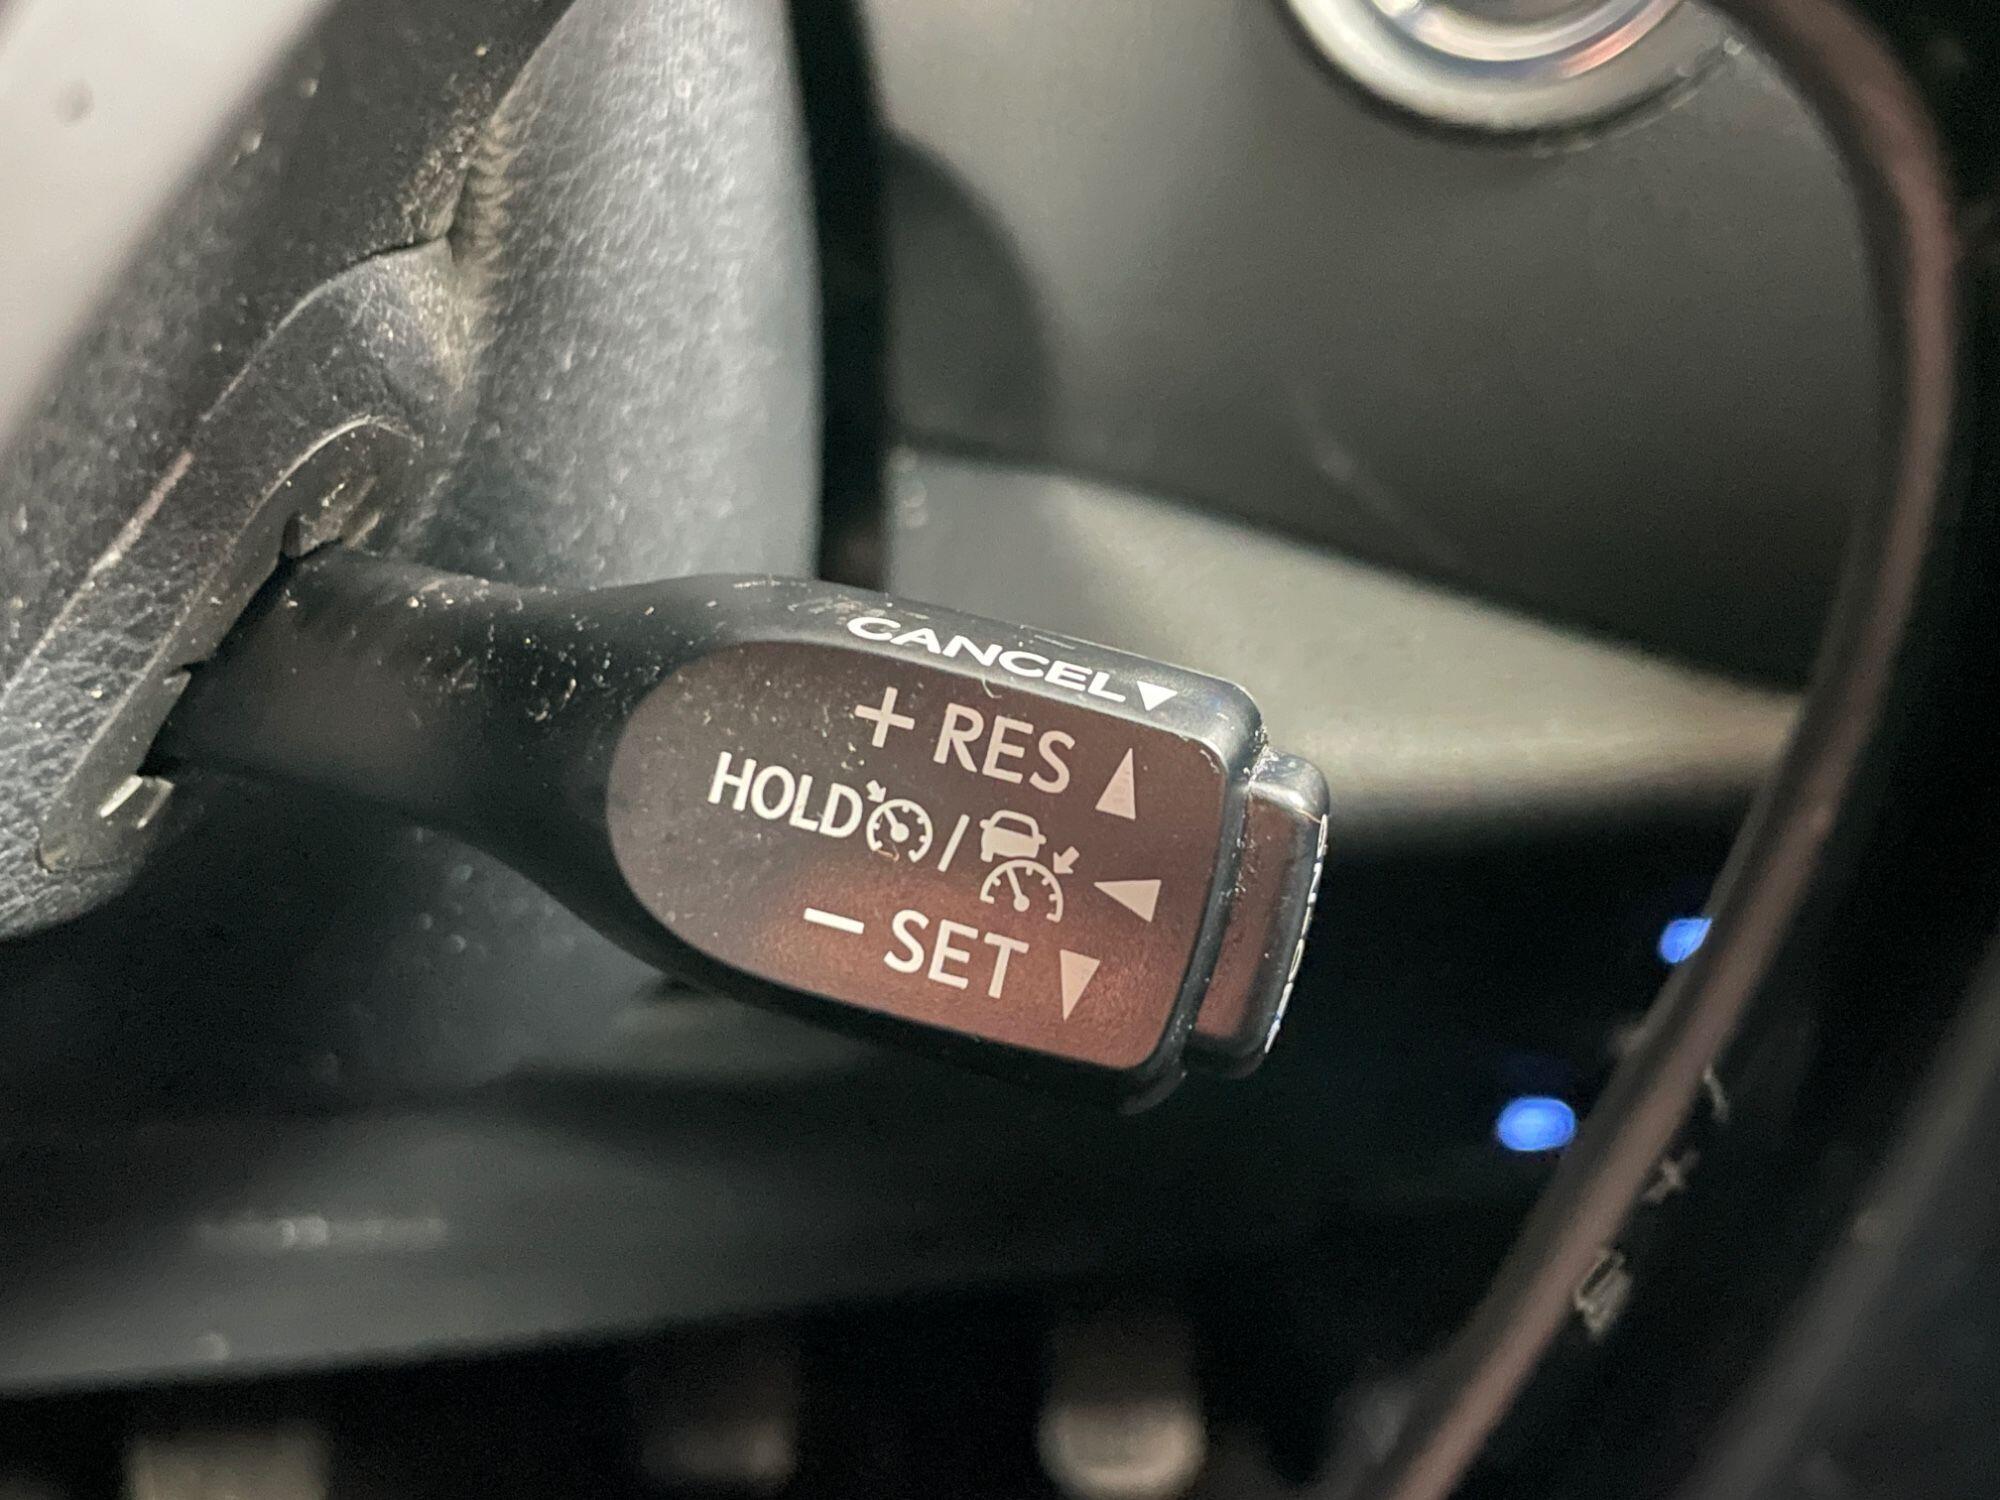 CANCEL
+ RES
HOLD /
− SET